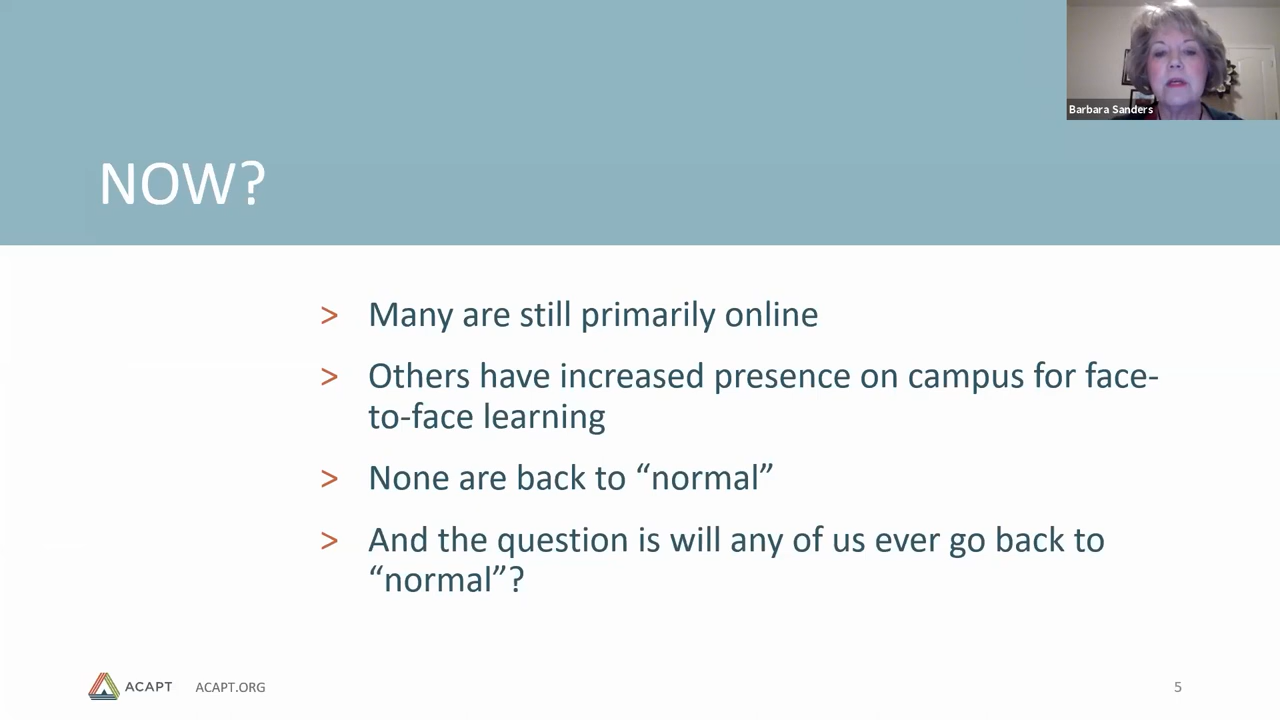 Barbara Sanders
NOW?
> Many are still primarily online
> Others have increased presence on campus for face-
to-face learning
> None are back to “normal”
> And the question is will any of us ever go back to
“normal”?
ACAPT ACAPT.ORG 5